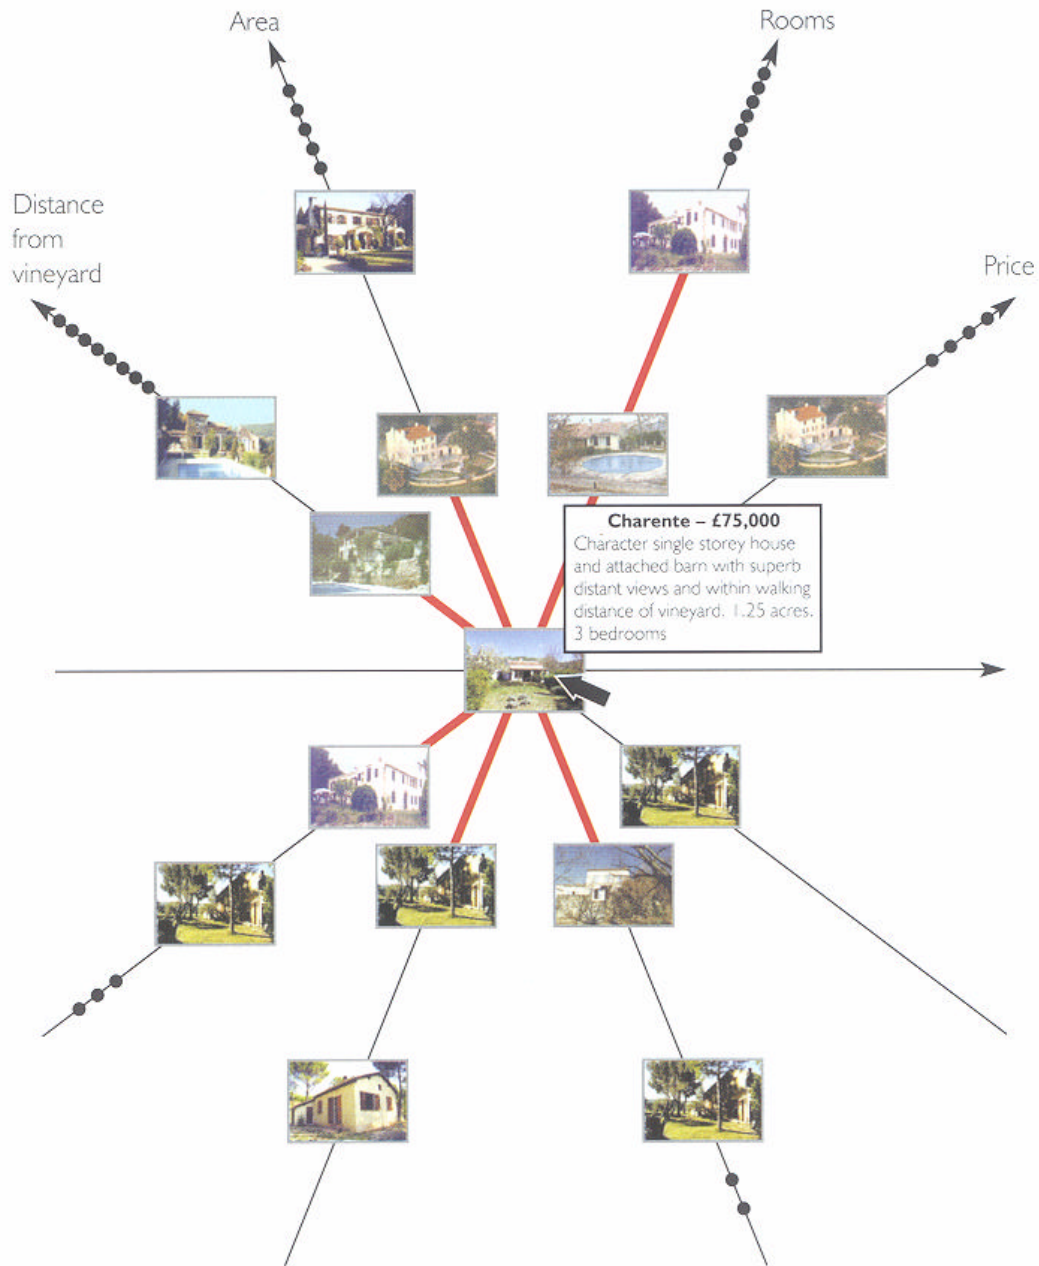 Area
Rooms
Distance
from
vineyard
Price
Charente – £75,000
Character single storey house
and attached barn with superb
distant views and within walking
distance of vineyard. 1.25 acres.
3 bedrooms